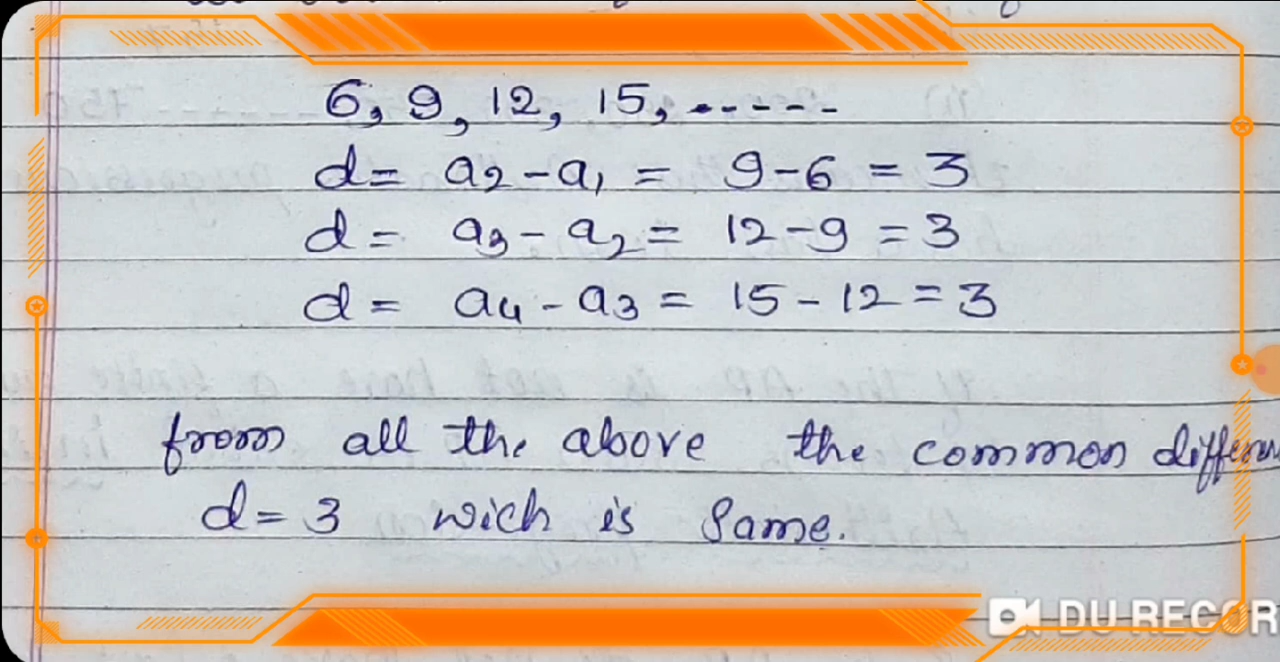 6, 9, 12, 15, -----
d = a2 - a1 = 9 - 6 = 3
d = a3 - a2 = 12 - 9 = 3
d = a4 - a3 = 15 - 12 = 3
from all the above the common differen
d = 3 wich is Same.
DU RECOR